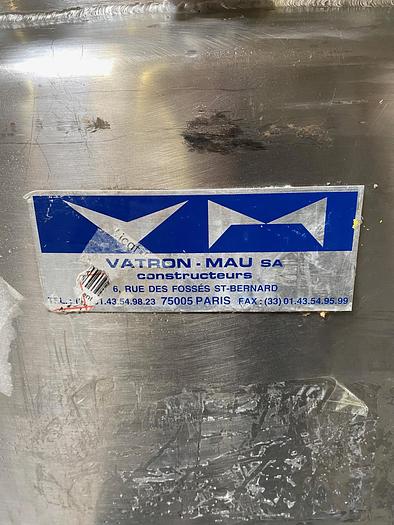 VATRON - MAU SA
constructeurs
6, RUE DES FOSSÉS ST-BERNARD
TEL.: 01.43.54.98.23 75005 PARIS FAX : (33) 01.43.54.95.99